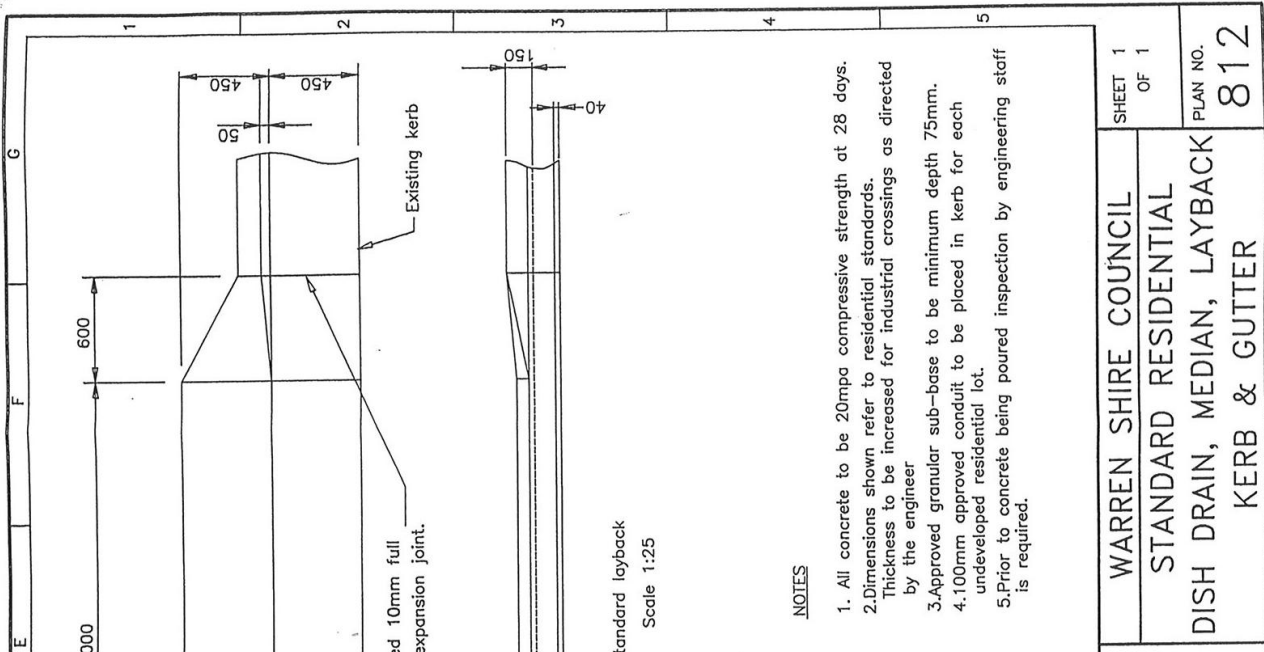 1
2
3
4
5
E
F
G
000
600
450
450
50
150
40
Existing kerb
ed 10mm full
expansion joint.
tandard layback
Scale 1:25
NOTES
1. All concrete to be 20mpa compressive strength at 28 days.
2.Dimensions shown refer to residential standards.
Thickness to be increased for industrial crossings as directed
by the engineer
3.Approved granular sub-base to be minimum depth 75mm.
4.100mm approved conduit to be placed in kerb for each
undeveloped residential lot.
5.Prior to concrete being poured inspection by engineering staff
is required.
WARREN SHIRE COUNCIL
STANDARD RESIDENTIAL
DISH DRAIN, MEDIAN, LAYBACK
KERB & GUTTER
SHEET 1
OF 1
PLAN NO.
812